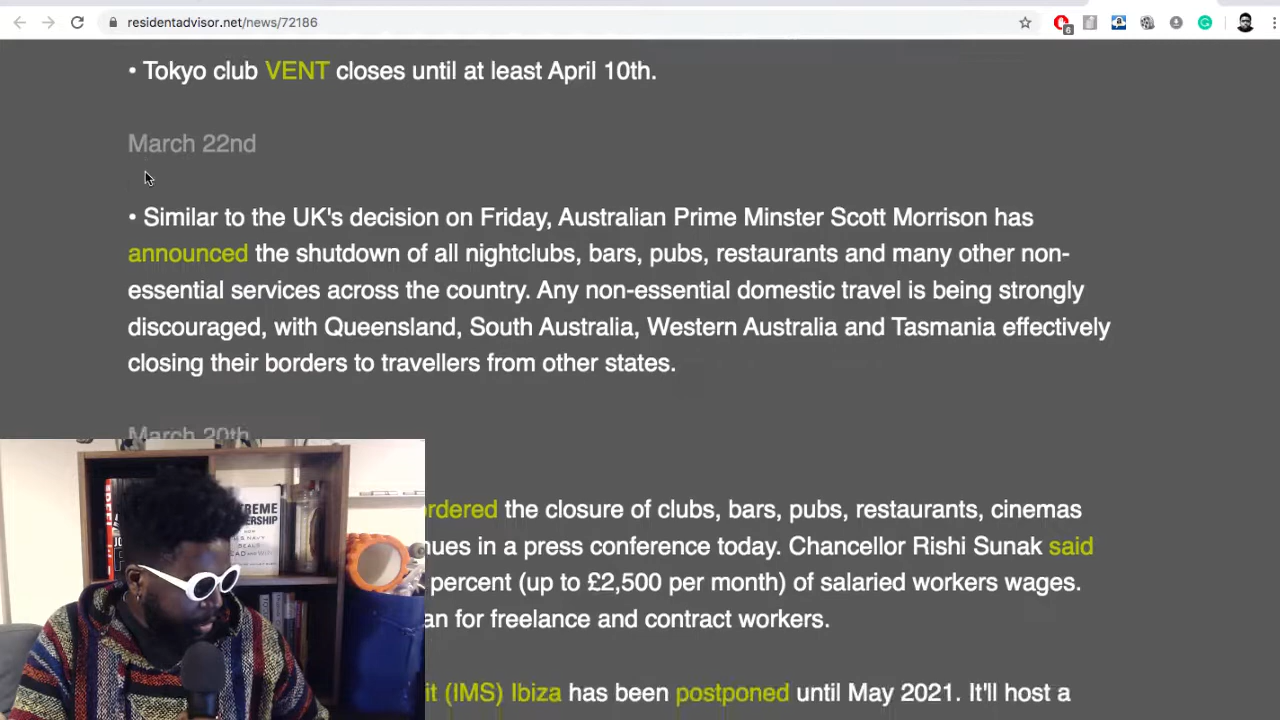 residentadvisor.net/news/72186
6
• Tokyo club VENT closes until at least April 10th.
March 22nd
• Similar to the UK's decision on Friday, Australian Prime Minster Scott Morrison has
announced the shutdown of all nightclubs, bars, pubs, restaurants and many other non-
essential services across the country. Any non-essential domestic travel is being strongly
discouraged, with Queensland, South Australia, Western Australia and Tasmania effectively
closing their borders to travellers from other states.
March 20th
rdered the closure of clubs, bars, pubs, restaurants, cinemas
nues in a press conference today. Chancellor Rishi Sunak said
percent (up to £2,500 per month) of salaried workers wages.
an for freelance and contract workers.
it (IMS) Ibiza has been postponed until May 2021. It'll host a